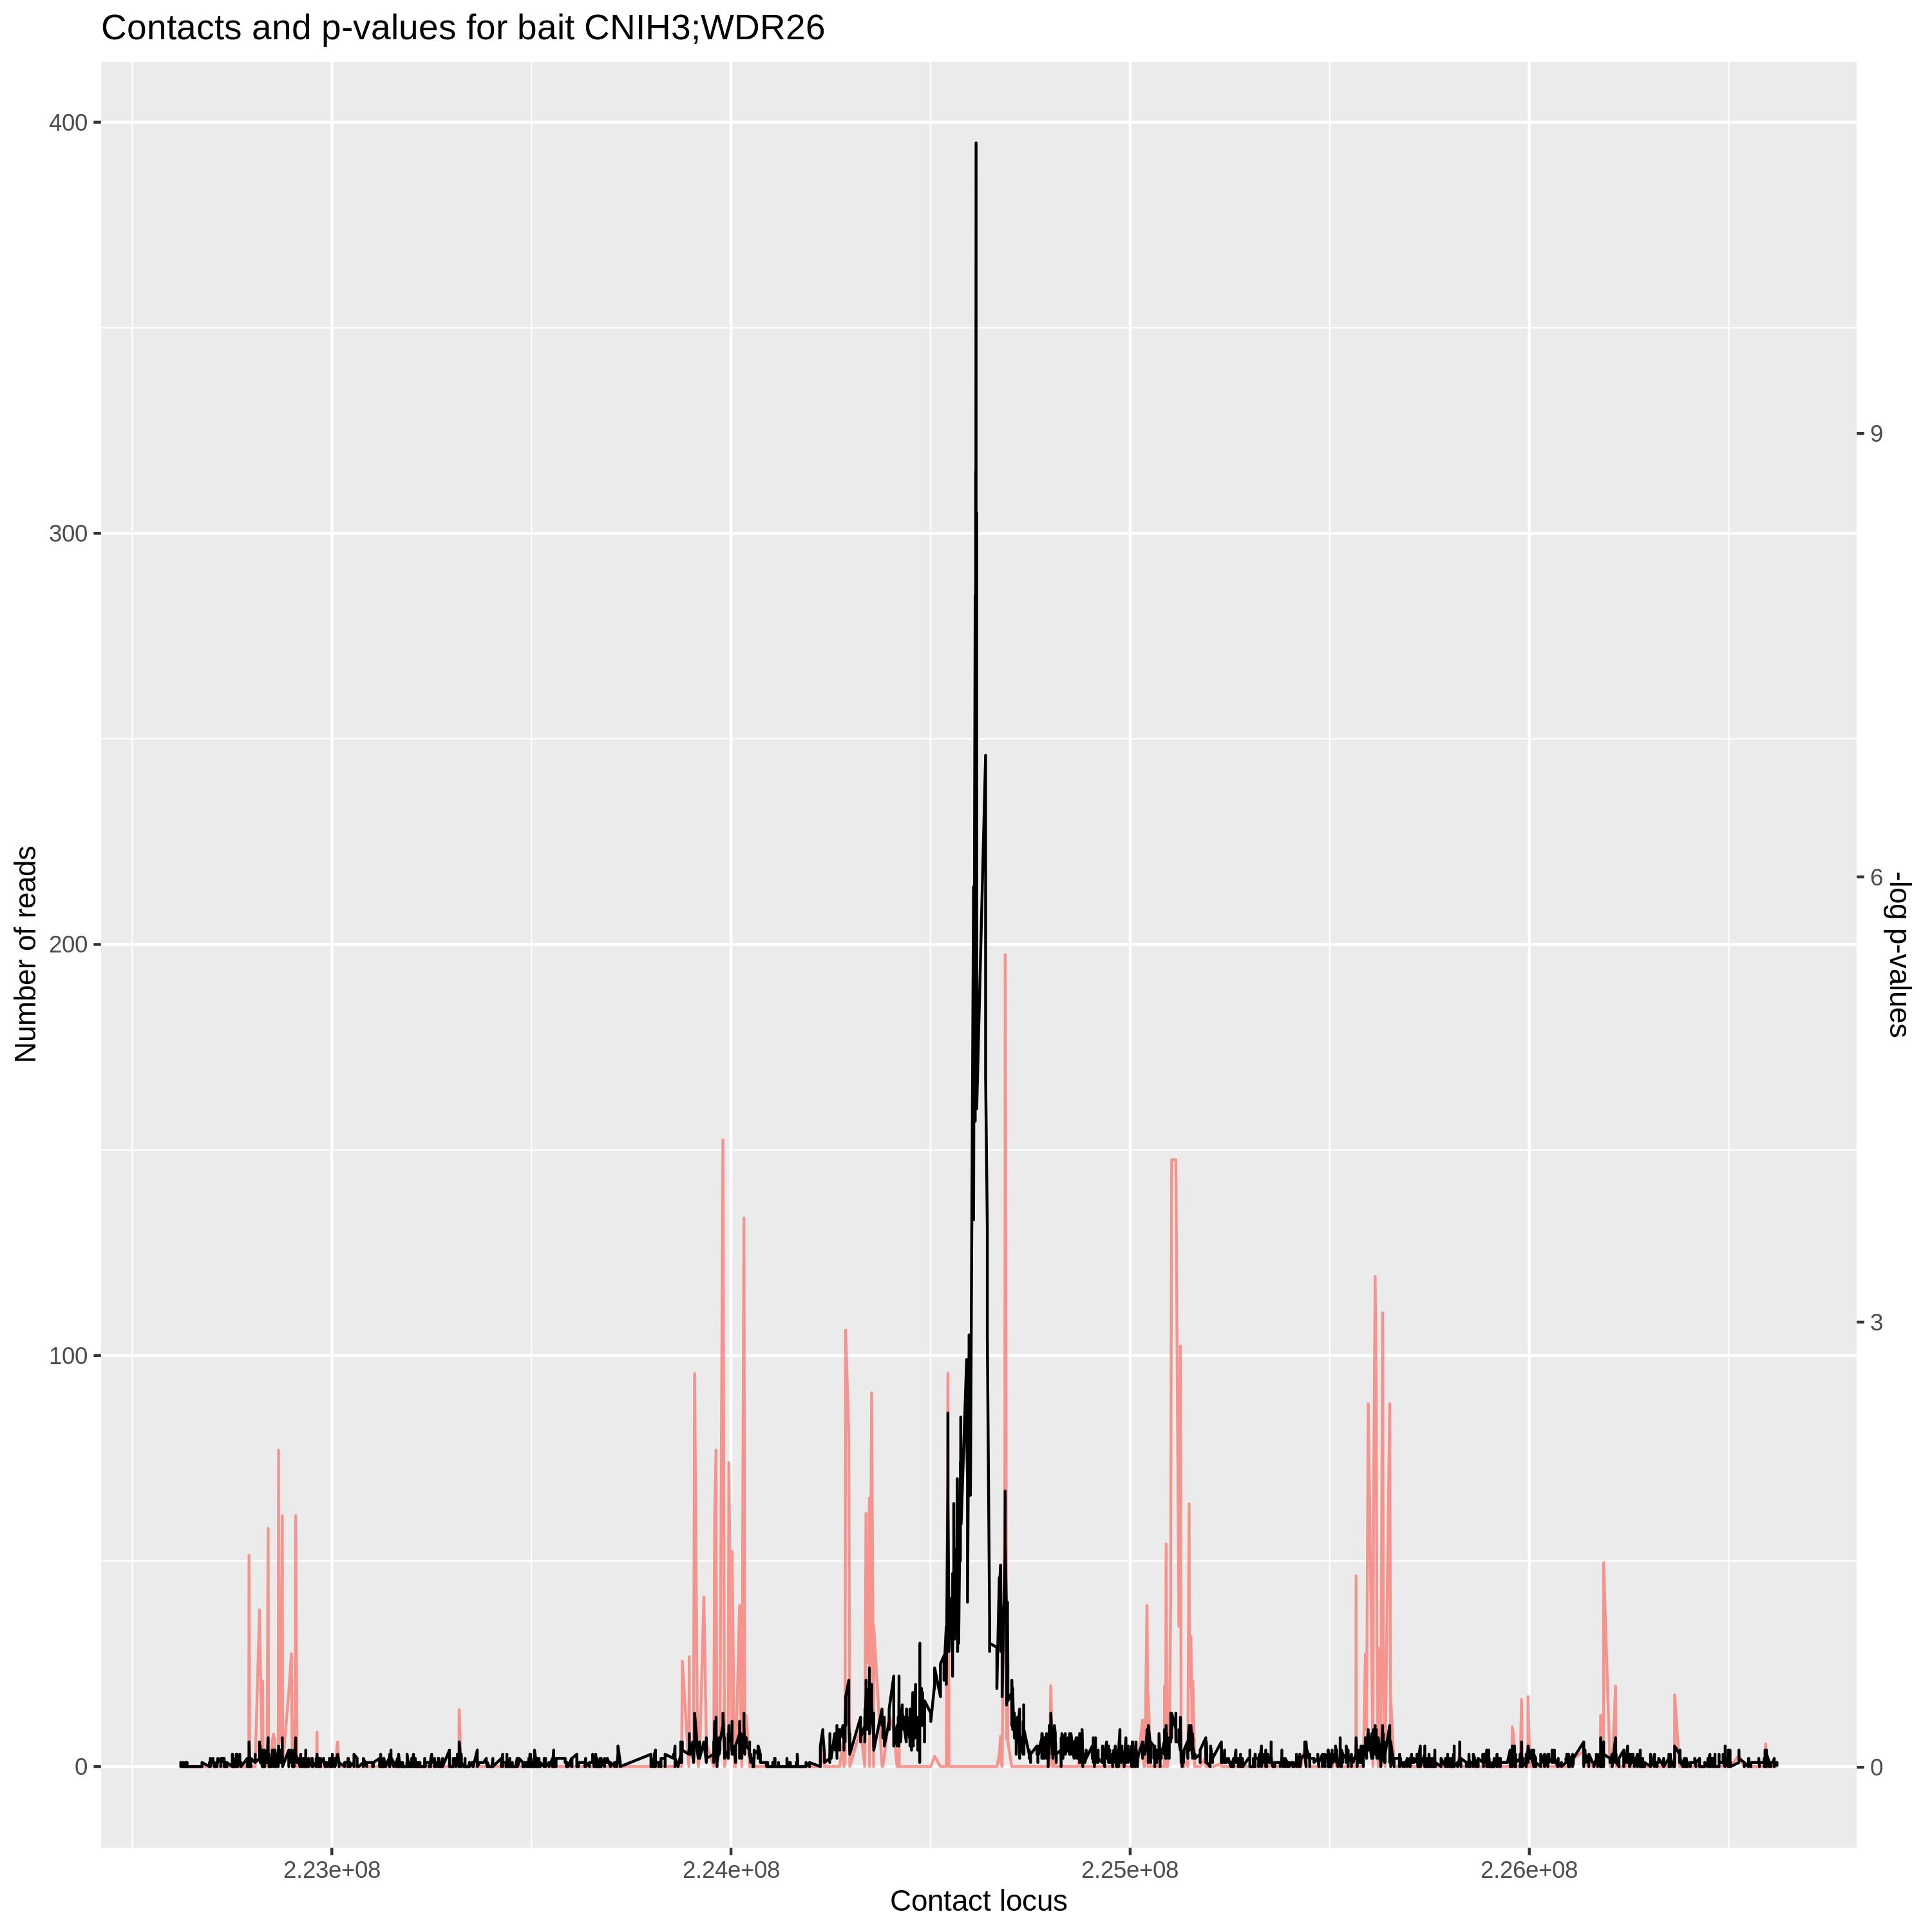 Contacts and p-values for bait CNIH3;WDR26
400
300
200
100
0
Number of reads
9
6
3
0
-log p-values
2.23e+08
2.24e+08
2.25e+08
2.26e+08
Contact locus